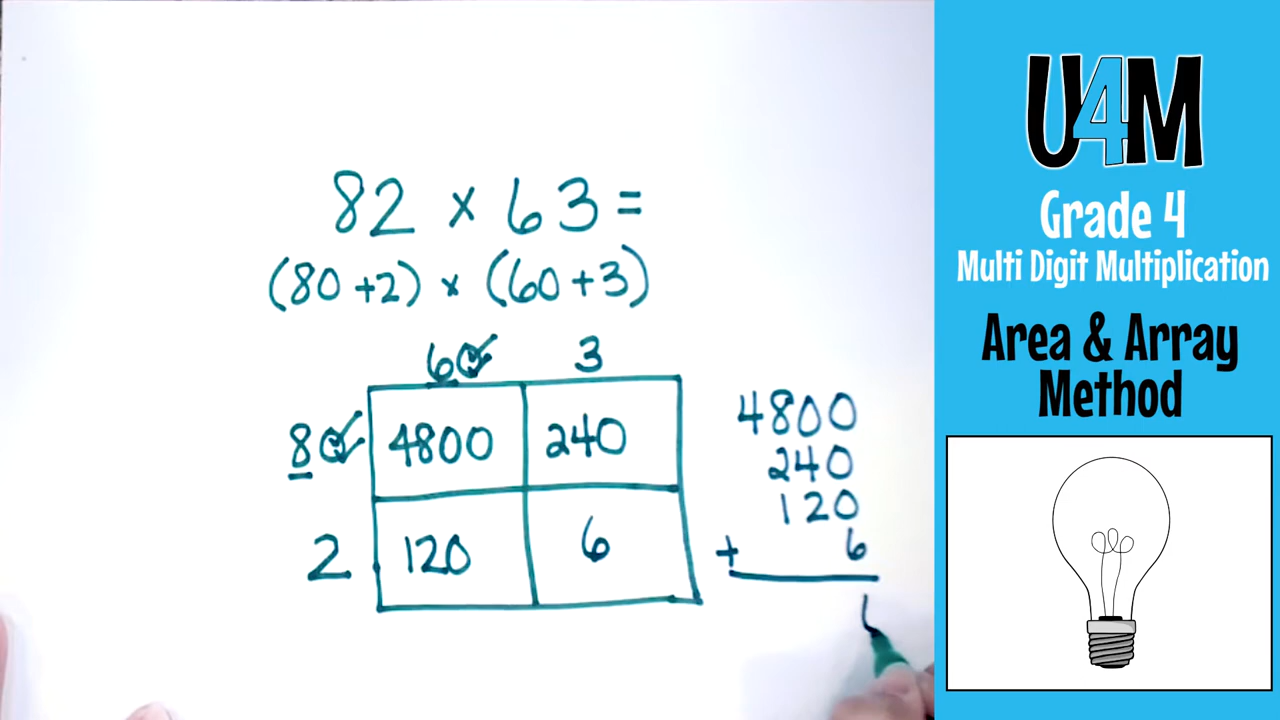 82 × 63 =
(80 + 2) × (60 + 3)
60 3
80 4800 240
2 120 6
4800
240
120
+ 6
U4M
Grade 4
Multi Digit Multiplication
Area & Array
Method